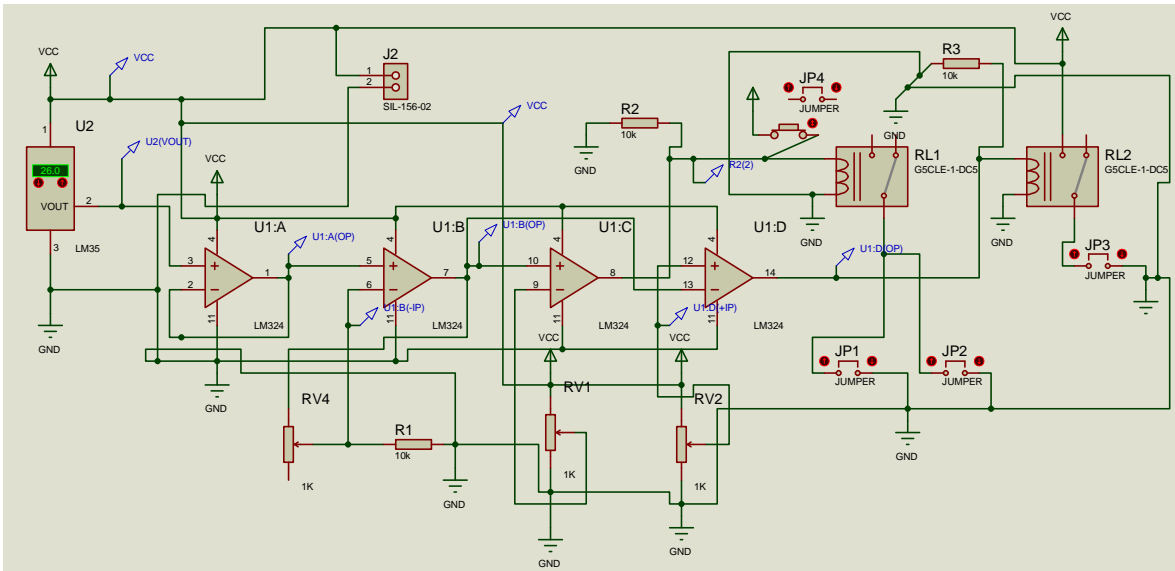 VCC
VCC
J2
1
2
SIL-156-02
VCC
R3
10k
JP4
JUMPER
VCC
R2
10k
GND
U2
1
26.0
VOUT
2
3
LM35
U2(VOUT)
VCC
GND
R2(2)
RL1
G5CLE-1-DC5
GND
RL2
G5CLE-1-DC5
GND
U1:A
4
3
2
1
11
LM324
U1:A(OP)
U1:B
4
5
6
7
11
LM324
U1:B(OP)
U1:B(-IP)
U1:C
4
10
9
8
11
LM324
U1:D
4
12
13
14
11
LM324
U1:D(OP)
U1:D(+IP)
JP3
JUMPER
GND
GND
VCC
VCC
JP1
JUMPER
JP2
JUMPER
RV4
1K
R1
10k
GND
RV1
1K
RV2
1K
GND
GND
GND